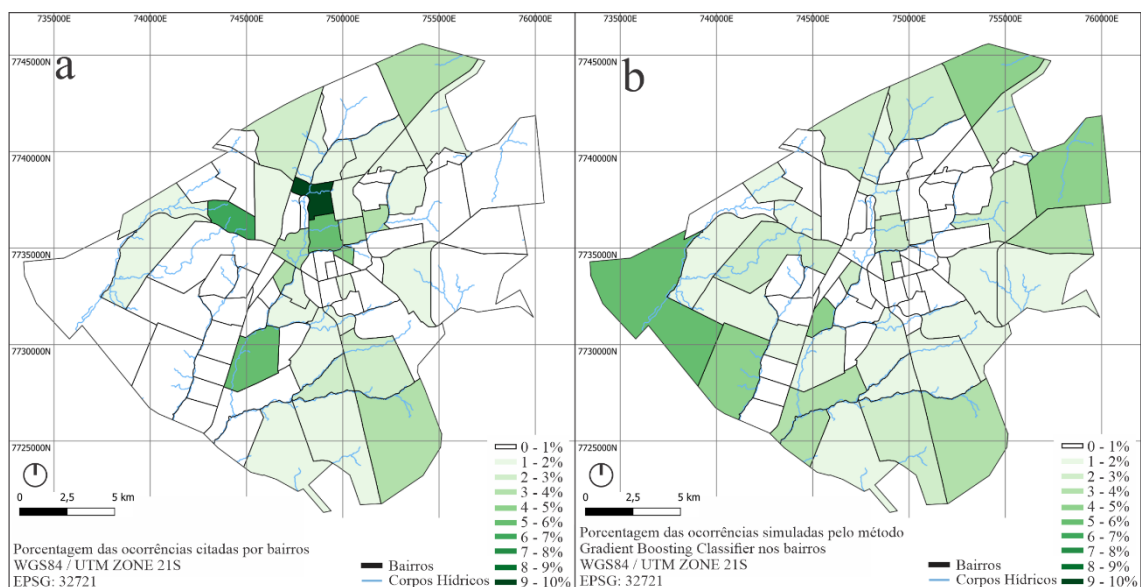 735000E 740000E 745000E 750000E 755000E 735000E 740000E 745000E 750000E 755000E 760000E
7745000N
a
7745000N
b
7740000N
7740000N
7735000N
7735000N
7730000N
7730000N
7725000N
7725000N
0 2,5 5 km
Porcentagem das ocorrências citadas por bairros
WGS84 / UTM ZONE 21S
EPSG: 32721
Bairros
Corpos Hídricos
0 - 1%
1 - 2%
2 - 3%
3 - 4%
4 - 5%
5 - 6%
6 - 7%
7 - 8%
8 - 9%
9 - 10%
0 2,5 5 km
Porcentagem das ocorrências simuladas pelo método
Gradient Boosting Classifier nos bairros
WGS84 / UTM ZONE 21S
EPSG: 32721
Bairros
Corpos Hídricos
0 - 1%
1 - 2%
2 - 3%
3 - 4%
4 - 5%
5 - 6%
6 - 7%
7 - 8%
8 - 9%
9 - 10%